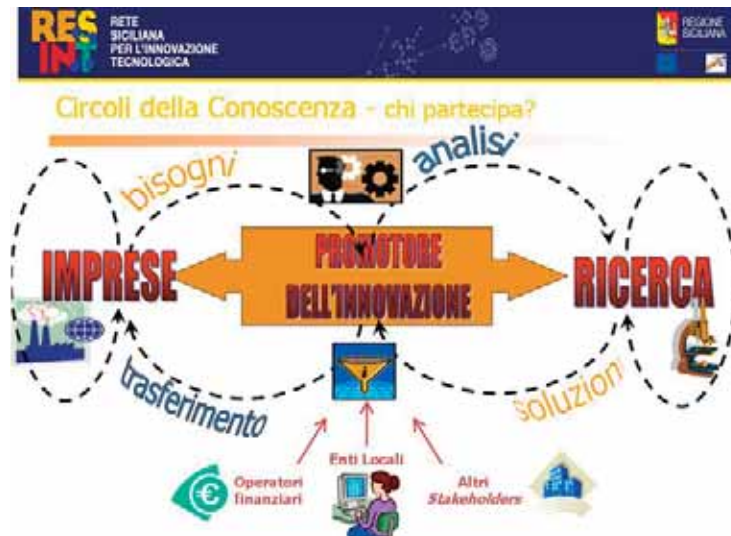 RES INT
RETE
SICILIANA
PER L'INNOVAZIONE
TECNOLOGICA
REGIONE
SICILIANA
Circoli della Conoscenza - chi partecipa?
bisogni
analisi
IMPRESE
PROMOTORE
DELL'INNOVAZIONE
RICERCA
trasferimento
soluzioni
Operatori
finanziari
Enti Locali
Altri
Stakeholders